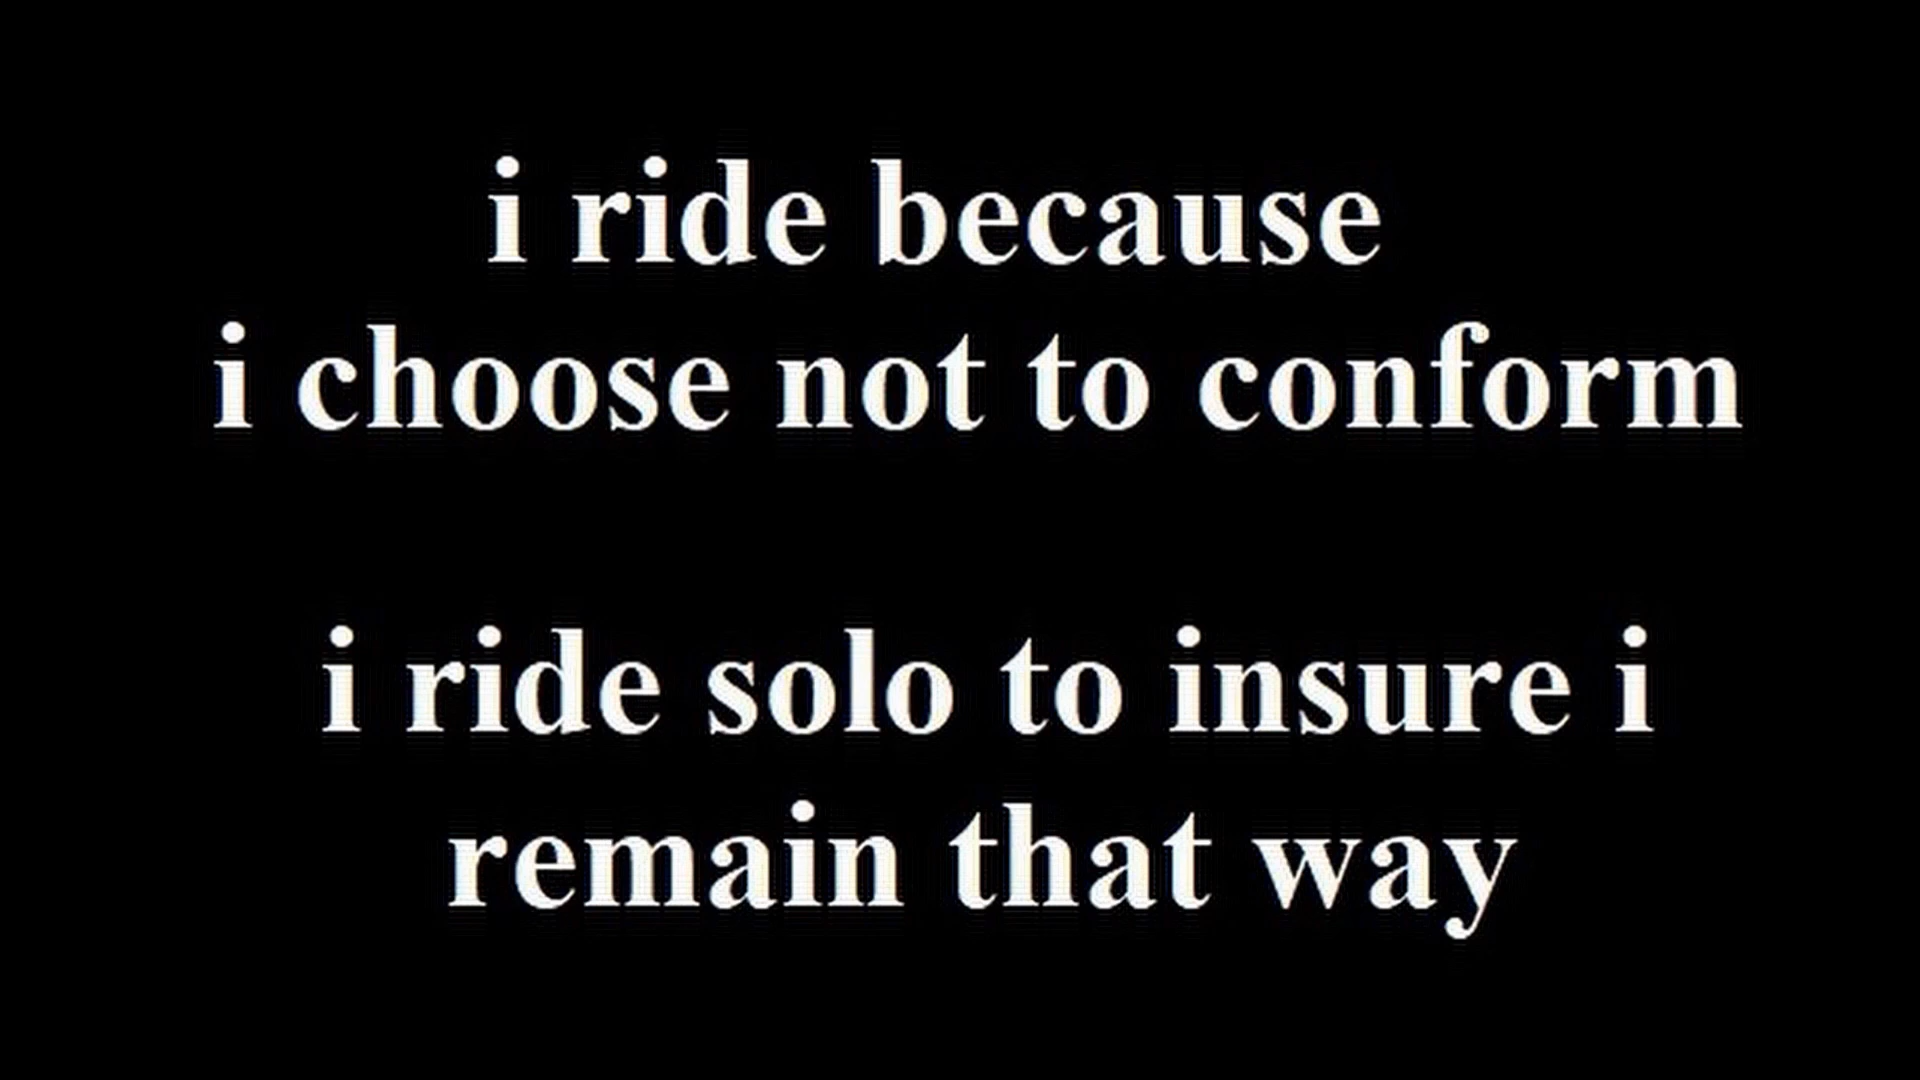 i ride because
i choose not to conform
i ride solo to insure i
remain that way